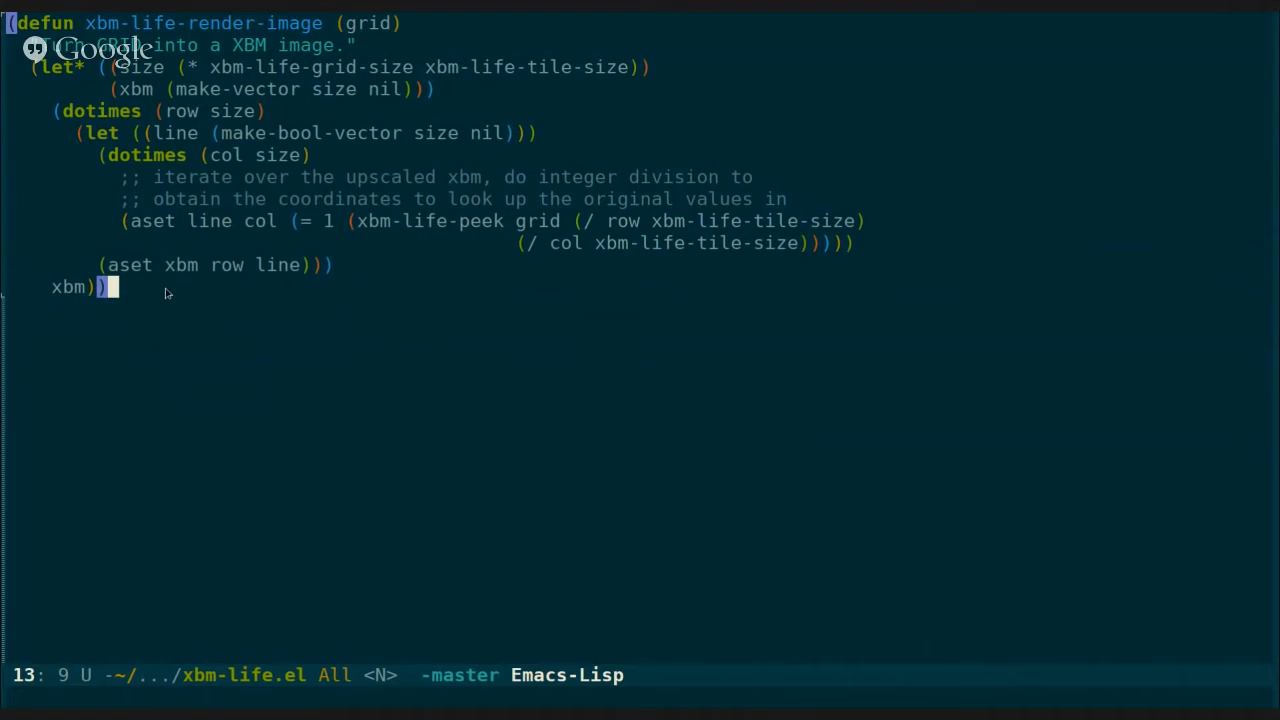 (defun xbm-life-render-image (grid)
  "Turn GRID into a XBM image."
Google
  (let* ((size (* xbm-life-grid-size xbm-life-tile-size))
         (xbm (make-vector size nil)))
    (dotimes (row size)
      (let ((line (make-bool-vector size nil)))
        (dotimes (col size)
          ;; iterate over the upscaled xbm, do integer division to
          ;; obtain the coordinates to look up the original values in
          (aset line col (= 1 (xbm-life-peek grid (/ row xbm-life-tile-size)
                                             (/ col xbm-life-tile-size)))))
        (aset xbm row line)))
    xbm))
13: 9 U -~/.../xbm-life.el All <N>  -master Emacs-Lisp